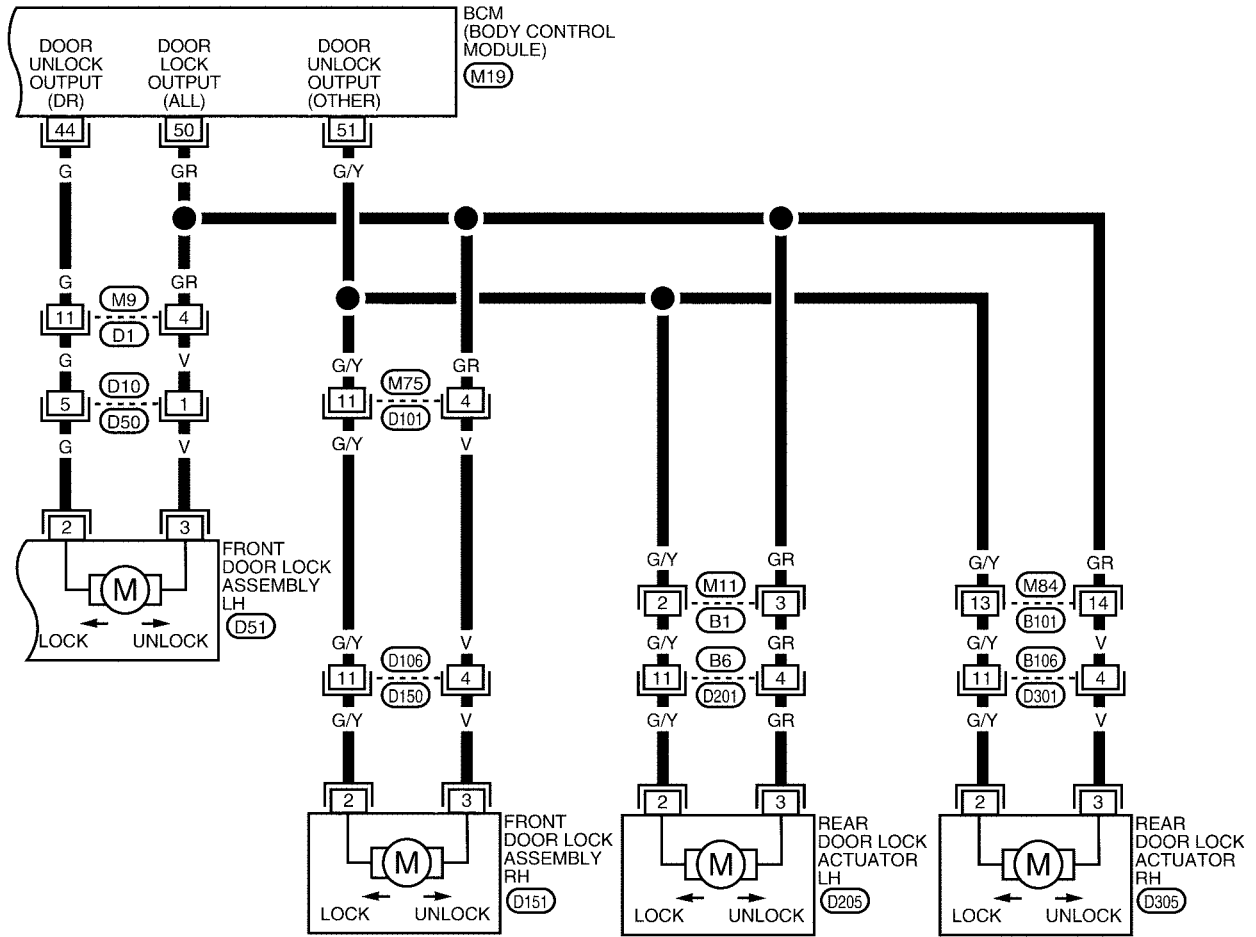 BCM
(BODY CONTROL
MODULE)
M19
DOOR
UNLOCK
OUTPUT
(DR)
DOOR
LOCK
OUTPUT
(ALL)
DOOR
UNLOCK
OUTPUT
(OTHER)
44 50 51
G GR G/Y
G GR
11 M9 4
D1
G V
5 D10 1
D50
G V
2 3
FRONT
DOOR LOCK
ASSEMBLY
LH
D51
M
LOCK UNLOCK
G/Y GR
11 M75 4
D101
G/Y V
G/Y V
11 D106 4
D150
G/Y V
2 3
FRONT
DOOR LOCK
ASSEMBLY
RH
D151
M
LOCK UNLOCK
G/Y GR
2 M11 3
B1
G/Y GR
11 B6 4
D201
G/Y GR
2 3
REAR
DOOR LOCK
ACTUATOR
LH
D205
M
LOCK UNLOCK
G/Y GR
13 M84 14
B101
G/Y V
11 B106 4
D301
G/Y V
2 3
REAR
DOOR LOCK
ACTUATOR
RH
D305
M
LOCK UNLOCK